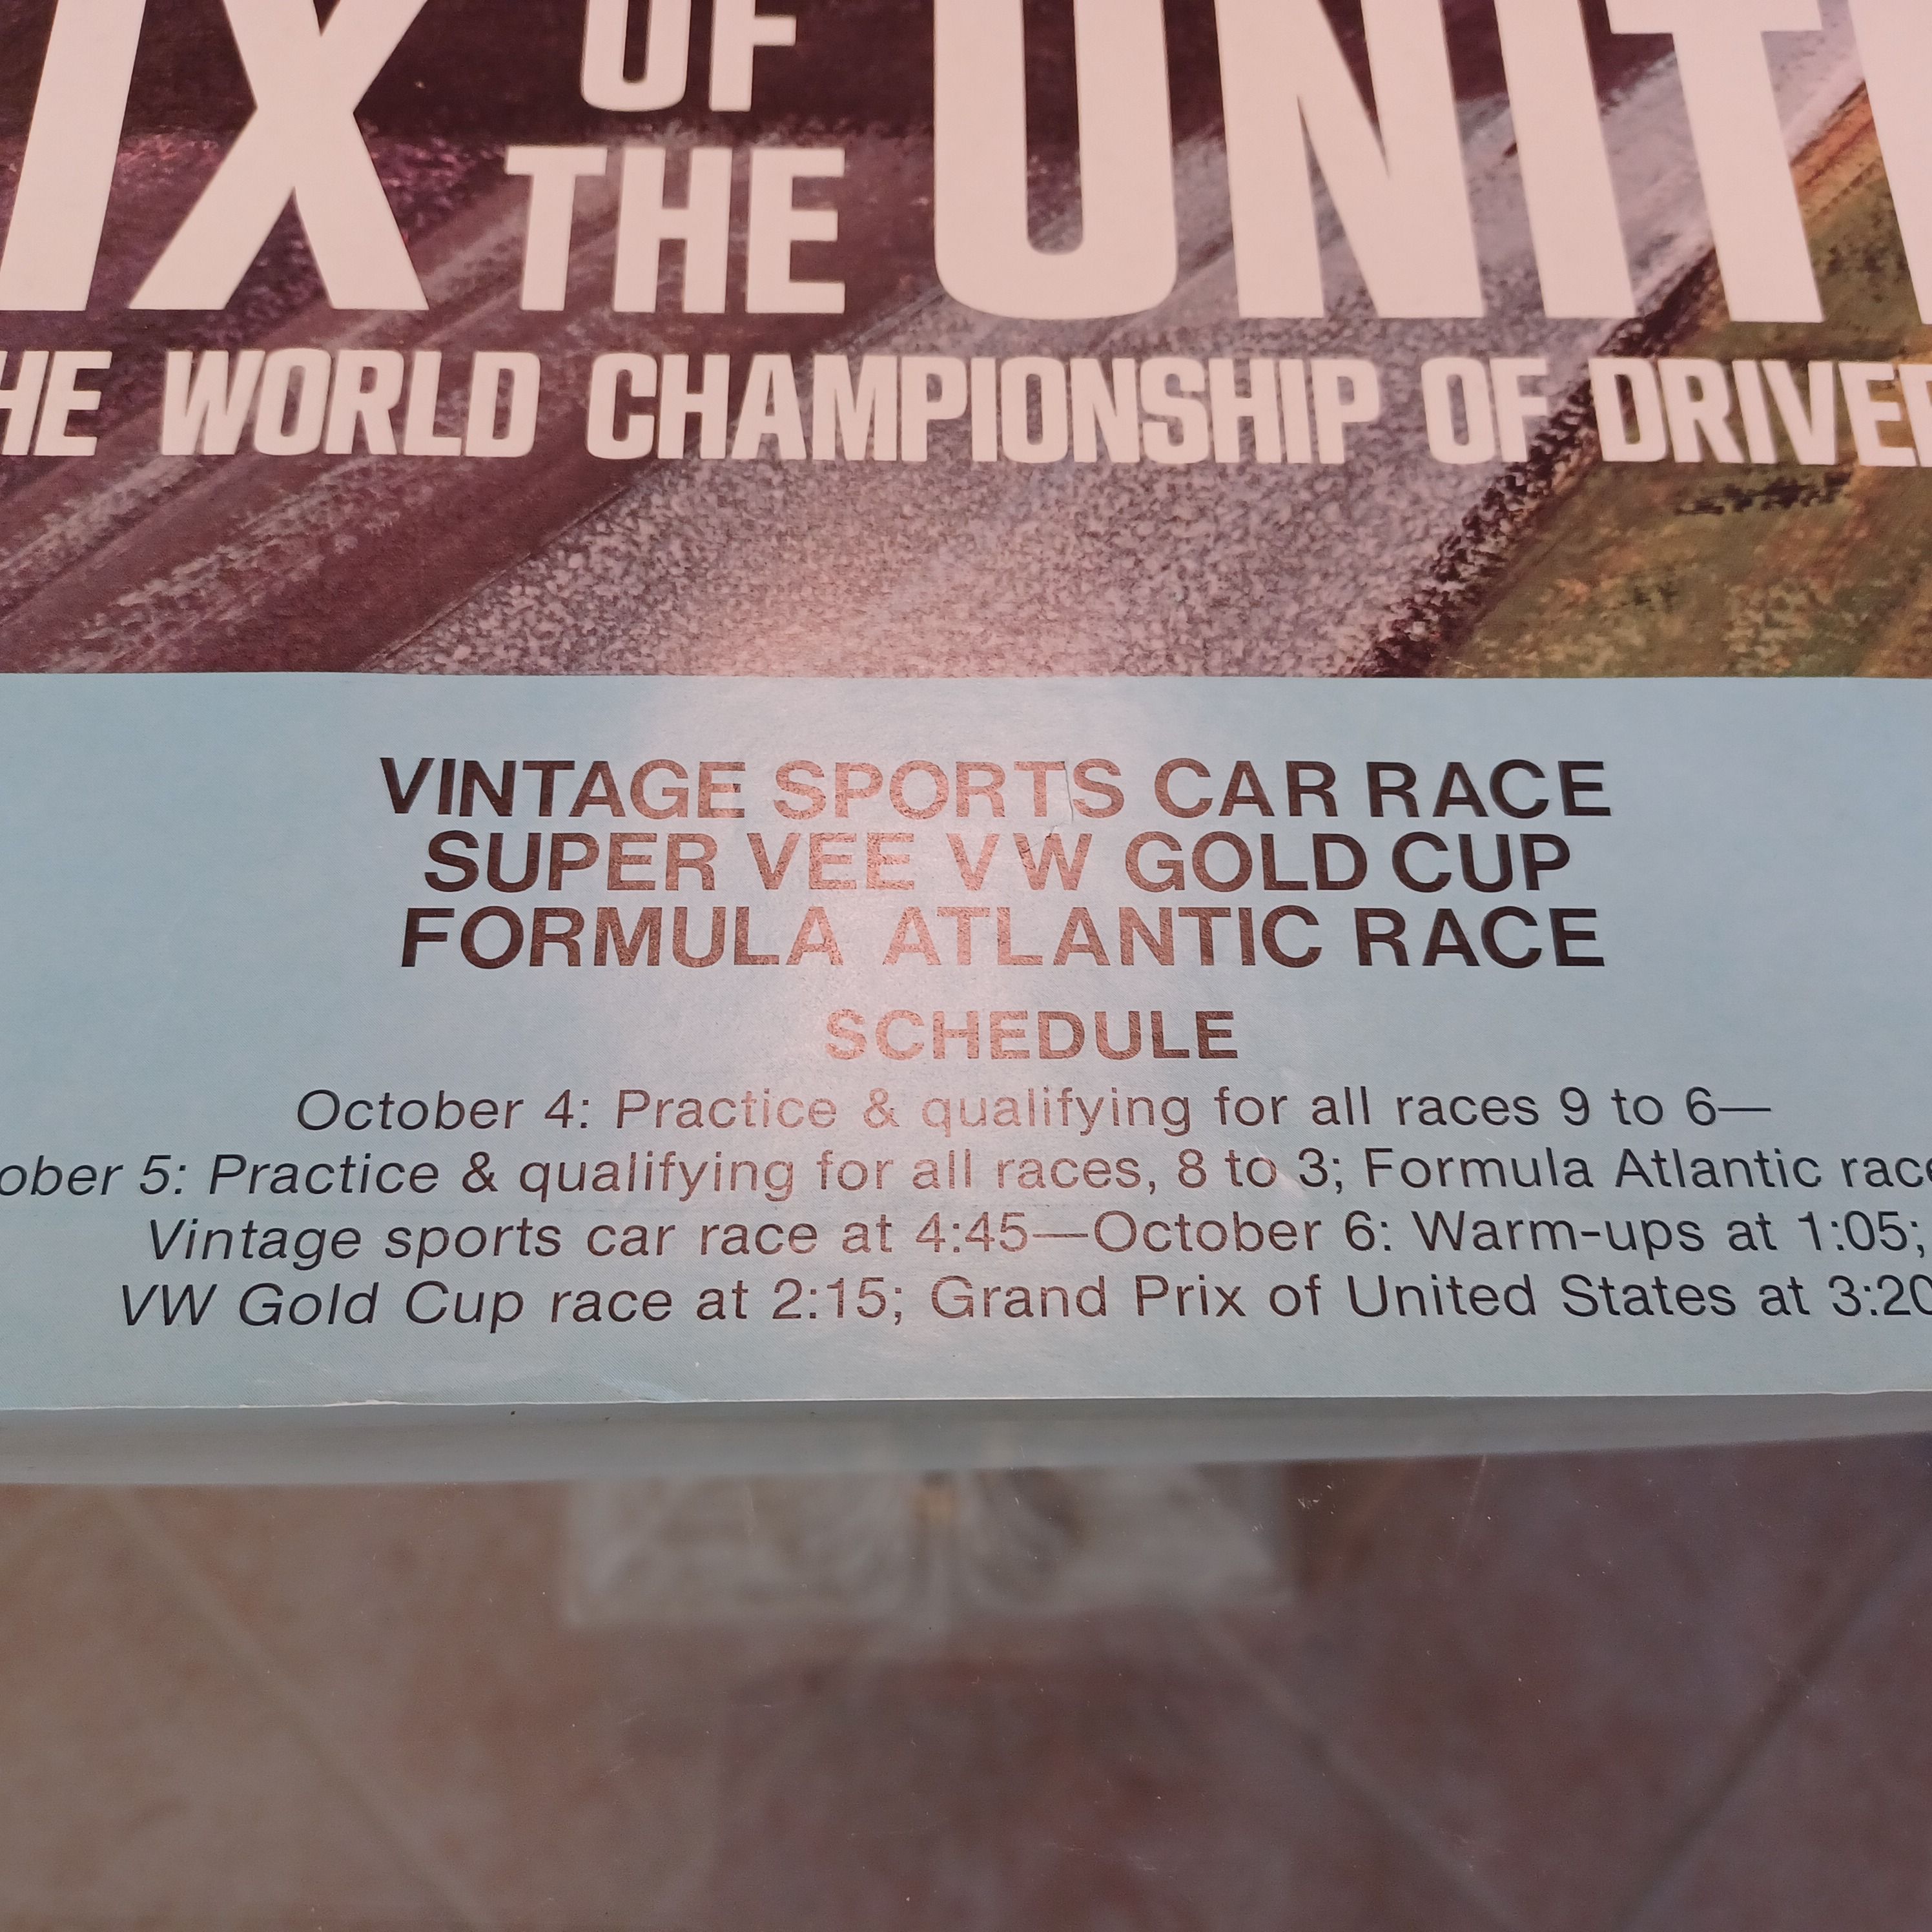 IX OF THE UNIT
HE WORLD CHAMPIONSHIP OF DRIVER
VINTAGE SPORTS CAR RACE
SUPER VEE VW GOLD CUP
FORMULA ATLANTIC RACE
SCHEDULE
October 4: Practice & qualifying for all races 9 to 6—
ober 5: Practice & qualifying for all races, 8 to 3; Formula Atlantic race
Vintage sports car race at 4:45—October 6: Warm-ups at 1:05;
VW Gold Cup race at 2:15; Grand Prix of United States at 3:20